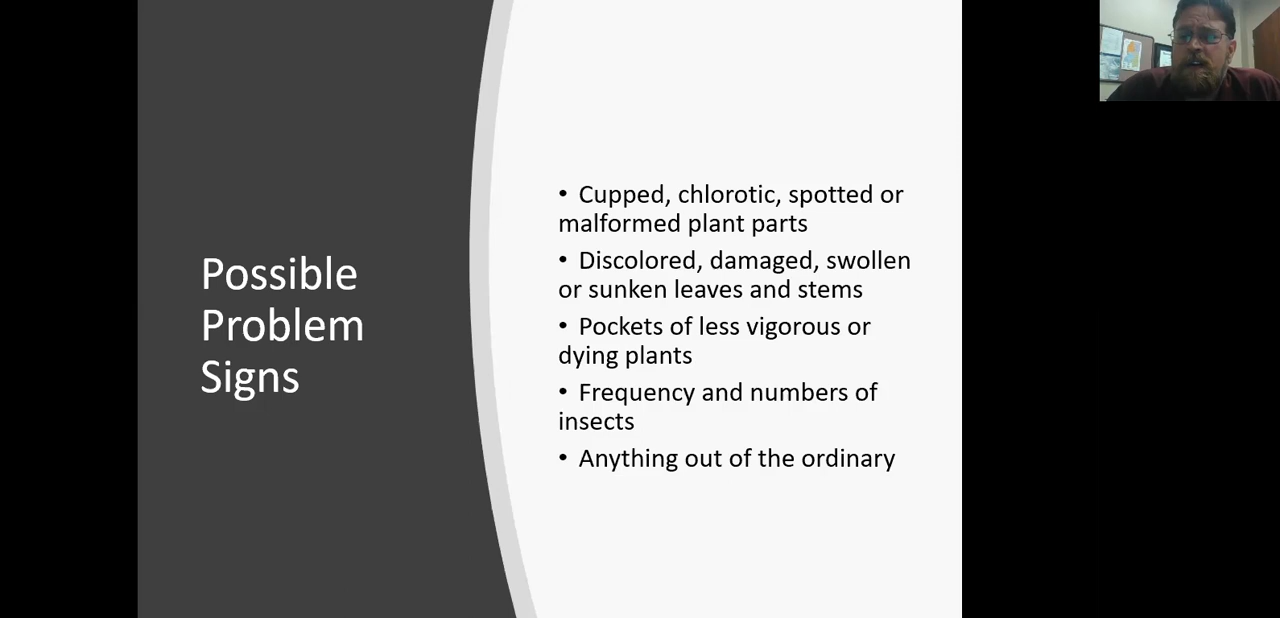 Possible
Problem
Signs
• Cupped, chlorotic, spotted or
malformed plant parts
• Discolored, damaged, swollen
or sunken leaves and stems
• Pockets of less vigorous or
dying plants
• Frequency and numbers of
insects
• Anything out of the ordinary